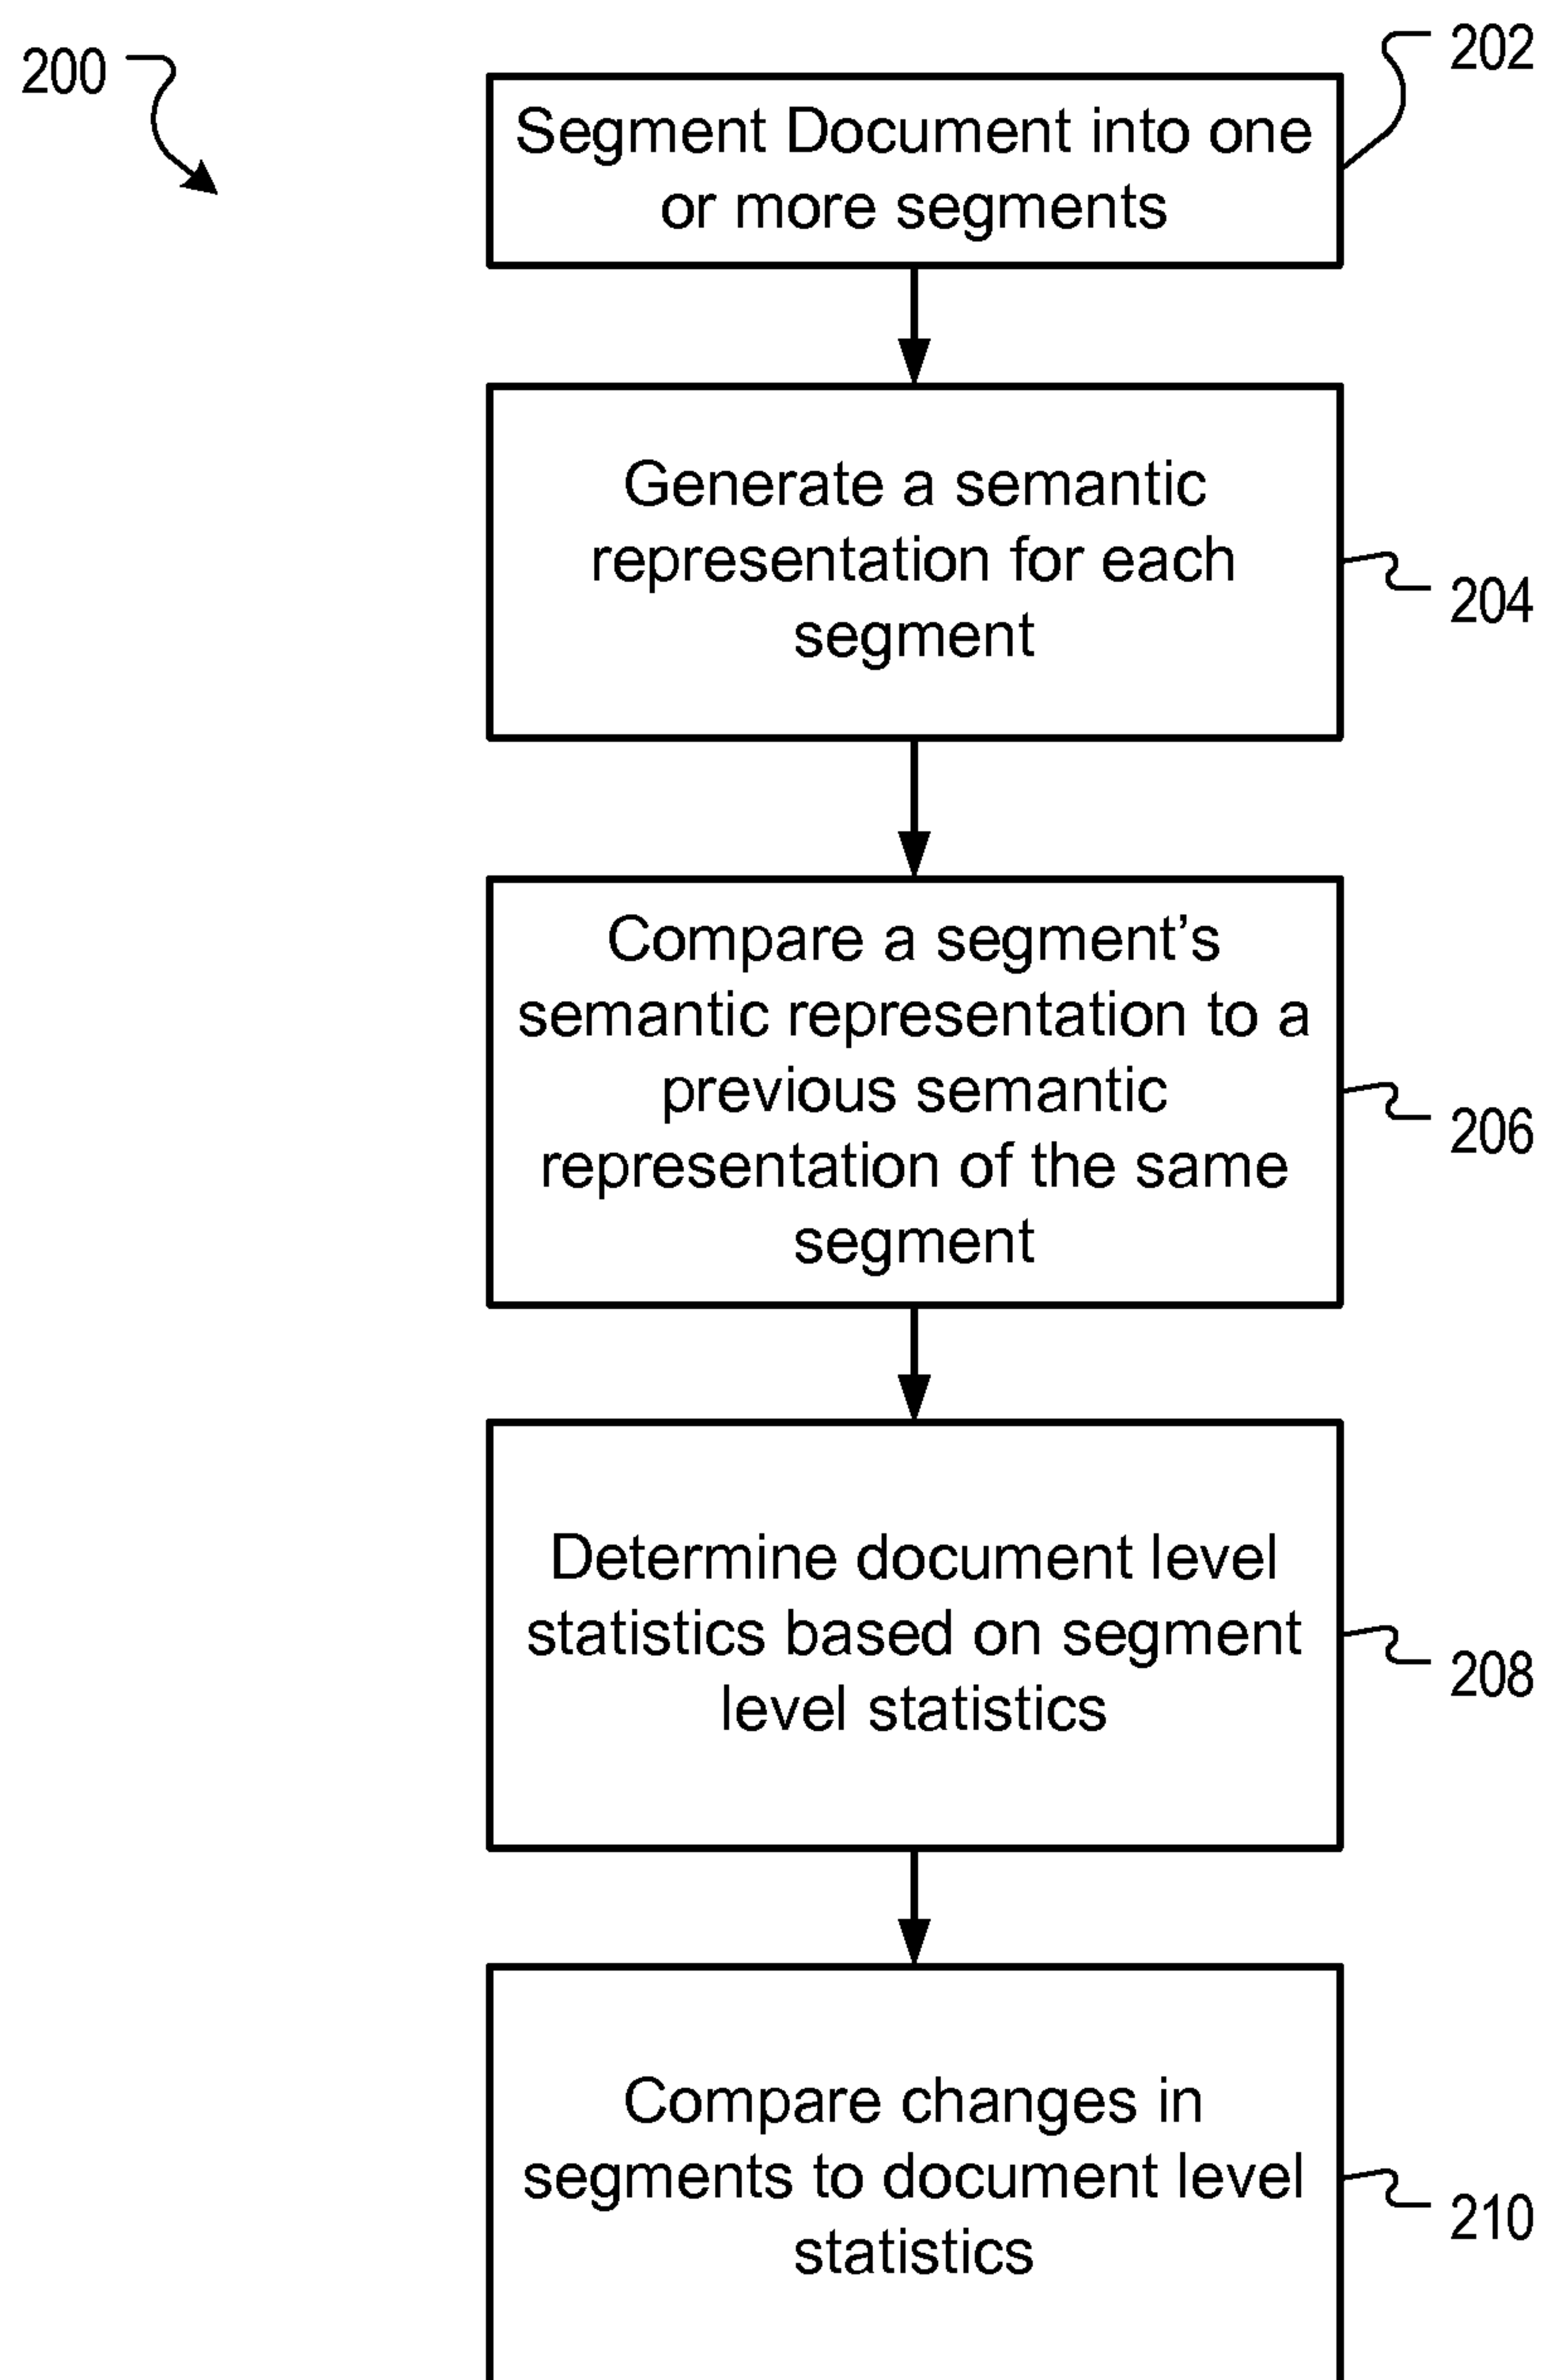 200
202
Segment Document into one
or more segments
Generate a semantic
representation for each
segment
204
Compare a segment’s
semantic representation to a
previous semantic
representation of the same
segment
206
Determine document level
statistics based on segment
level statistics
208
Compare changes in
segments to document level
statistics
210